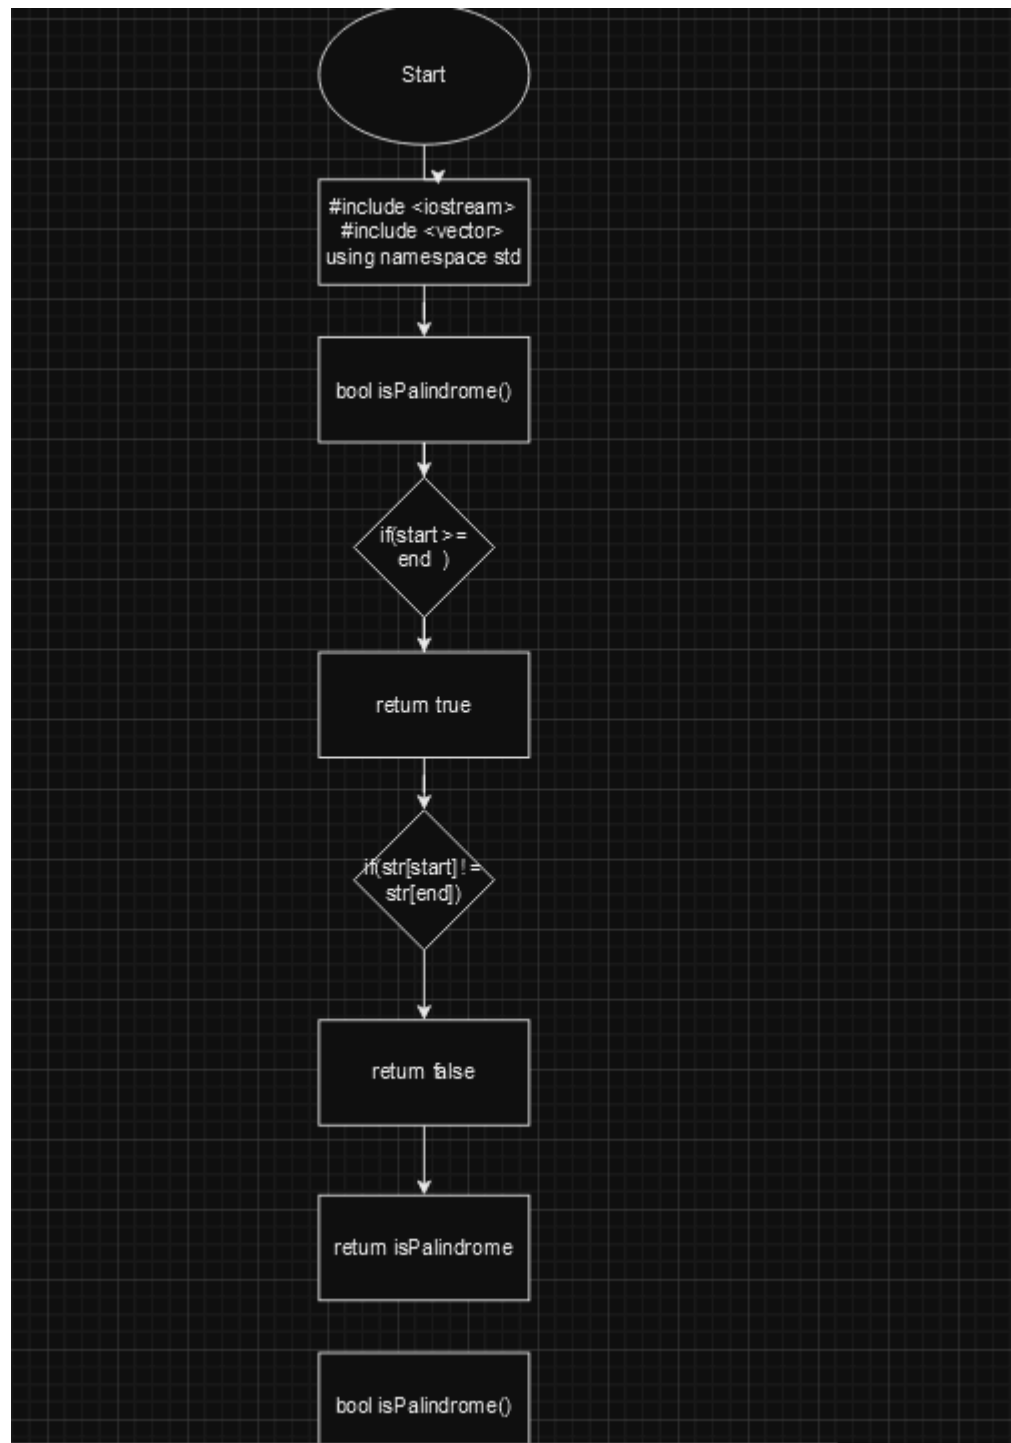 Start
#include <iostream>
#include <vector>
using namespace std
bool isPalindrome()
if(start >=
end )
return true
if(str[start] !=
str[end])
return false
return isPalindrome
bool isPalindrome()